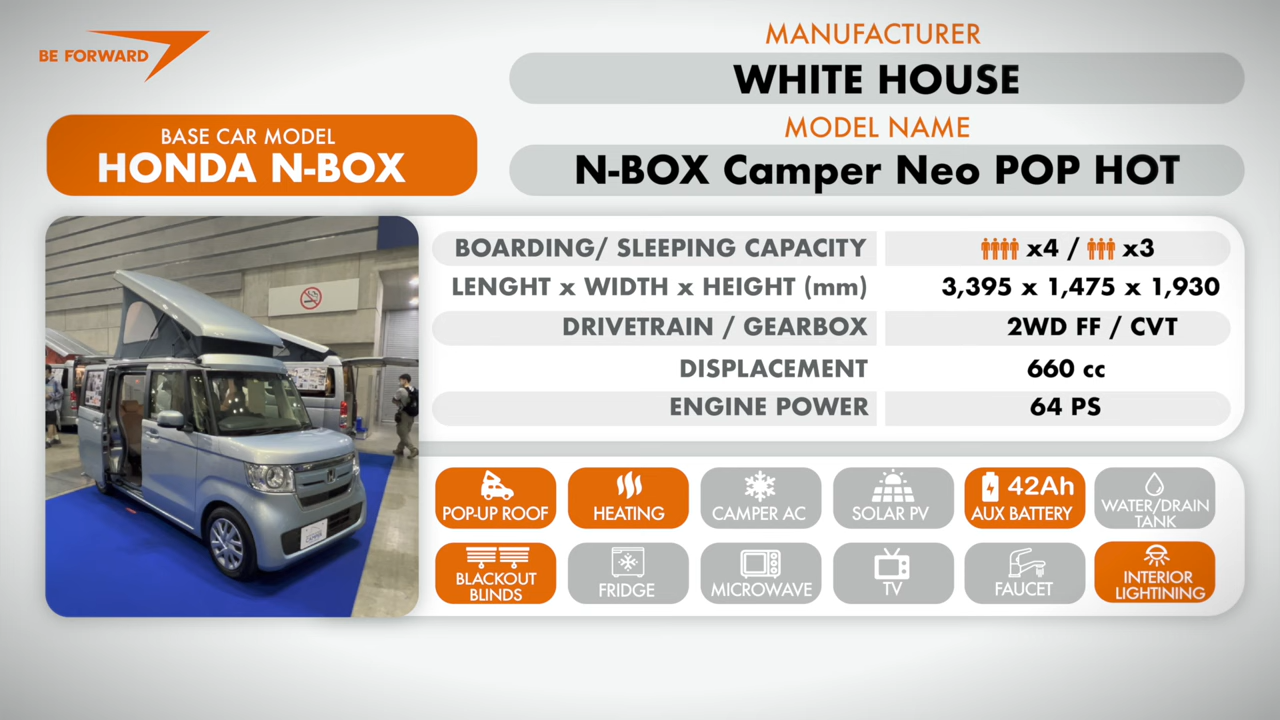 BE FORWARD
MANUFACTURER
WHITE HOUSE
BASE CAR MODEL
HONDA N-BOX
MODEL NAME
N-BOX Camper Neo POP HOT
BOARDING/ SLEEPING CAPACITY x4 / x3
LENGHT x WIDTH x HEIGHT (mm) 3,395 x 1,475 x 1,930
DRIVETRAIN / GEARBOX 2WD FF / CVT
DISPLACEMENT 660 cc
ENGINE POWER 64 PS
POP-UP ROOF
HEATING
CAMPER AC
SOLAR PV
42Ah
AUX BATTERY
WATER/DRAIN
TANK
BLACKOUT
BLINDS
FRIDGE
MICROWAVE
TV
FAUCET
INTERIOR
LIGHTINING
CAMPER